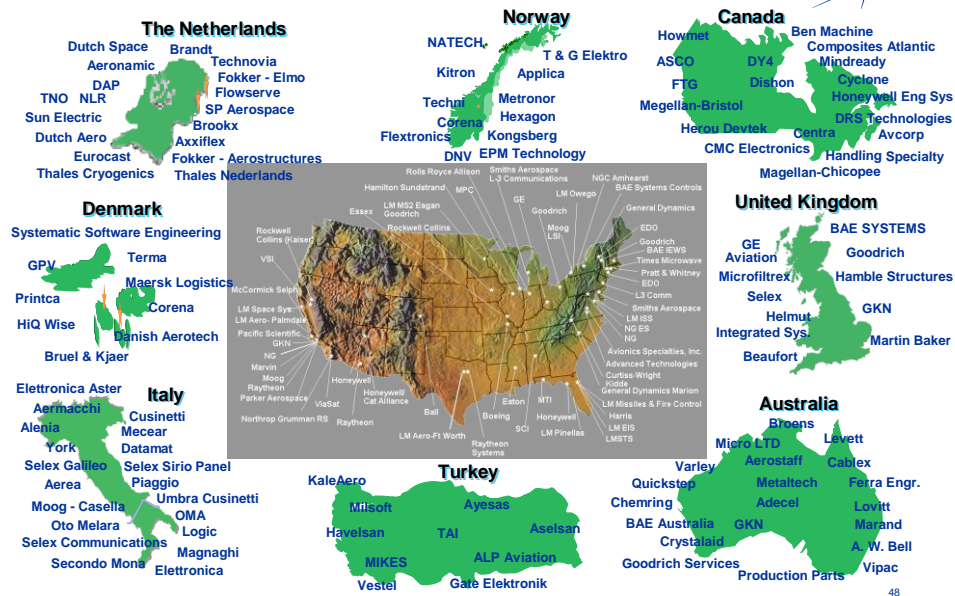 The Netherlands
Dutch Space
Brandt
Aeronamic
Technovia
DAP
Fokker - Elmo
TNO
NLR
Flowserve
Sun Electric
SP Aerospace
Brookx
Dutch Aero
Axxiflex
Eurocast
Fokker - Aerostructures
Thales Cryogenics
Thales Nederlands
Norway
NATECH
T & G Elektro
Kitron
Applica
Techni
Metronor
Corena
Hexagon
Flextronics
Kongsberg
DNV
EPM Technology
Canada
Howmet
Ben Machine
Composites Atlantic
ASCO
DY4
Mindready
FTG
Dishon
Cyclone
Honeywell Eng Sys
Megellan-Bristol
DRS Technologies
Herou Devtek
Centra
Avcorp
CMC Electronics
Handling Specialty
Magellan-Chicopee
Denmark
Systematic Software Engineering
GPV
Terma
Maersk Logistics
Printca
Corena
HiQ Wise
Danish Aerotech
Bruel & Kjaer
Rolls Royce Allison
Smiths Aerospace
L-3 Communications
Hamilton Sundstrand
MPC
GE
LM Owego
NGC Amhearst
BAE Systems Controls
Essex
LM MS2 Eagan
Goodrich
Goodrich
General Dynamics
Rockwell Collins
Moog
LSI
EDO
Rockwell
Collins (Kaiser)
Goodrich
BAE IEWS
VSI
Times Microwave
Pratt & Whitney
EDO
McCormick Selph
L3 Comm
LM Space Sys.
Smiths Aerospace
LM Aero- Palmdale
LM ISS
Pacific Scientific
NG ES
GKN
NG
NG
Avionics Specialties, Inc.
Marvin
Advanced Technologies
Moog
Curtiss-Wright
Raytheon
Kidde
Parker Aerospace
General Dynamics Marion
Honeywell
Honeywell/
Cat Alliance
ViaSat
LM Missiles & Fire Control
Northrop Grumman RS
Raytheon
Ball
Boeing
Eaton
MTI
Honeywell
Harris
SCI
LM EIS
LM Aero-Ft Worth
LM Pinellas
LMSTS
Raytheon
Systems
United Kingdom
BAE SYSTEMS
GE
Aviation
Goodrich
Microfiltrex
Hamble Structures
Selex
GKN
Helmut
Integrated Sys.
Martin Baker
Beaufort
Italy
Elettronica Aster
Aermacchi
Cusinetti
Alenia
Mecear
York
Datamat
Selex Galileo
Selex Sirio Panel
Aerea
Piaggio
Umbra Cusinetti
Moog - Casella
OMA
Oto Melara
Logic
Selex Communications
Magnaghi
Secondo Mona
Elettronica
Turkey
KaleAero
Milsoft
Ayesas
Havelsan
TAI
Aselsan
MIKES
ALP Aviation
Vestel
Gate Elektronik
Australia
Broens
Micro LTD
Levett
Varley
Aerostaff
Cablex
Quickstep
Metaltech
Ferra Engr.
Chemring
Adecel
Lovitt
BAE Australia
GKN
Marand
Crystalaid
A. W. Bell
Goodrich Services
Vipac
Production Parts
48